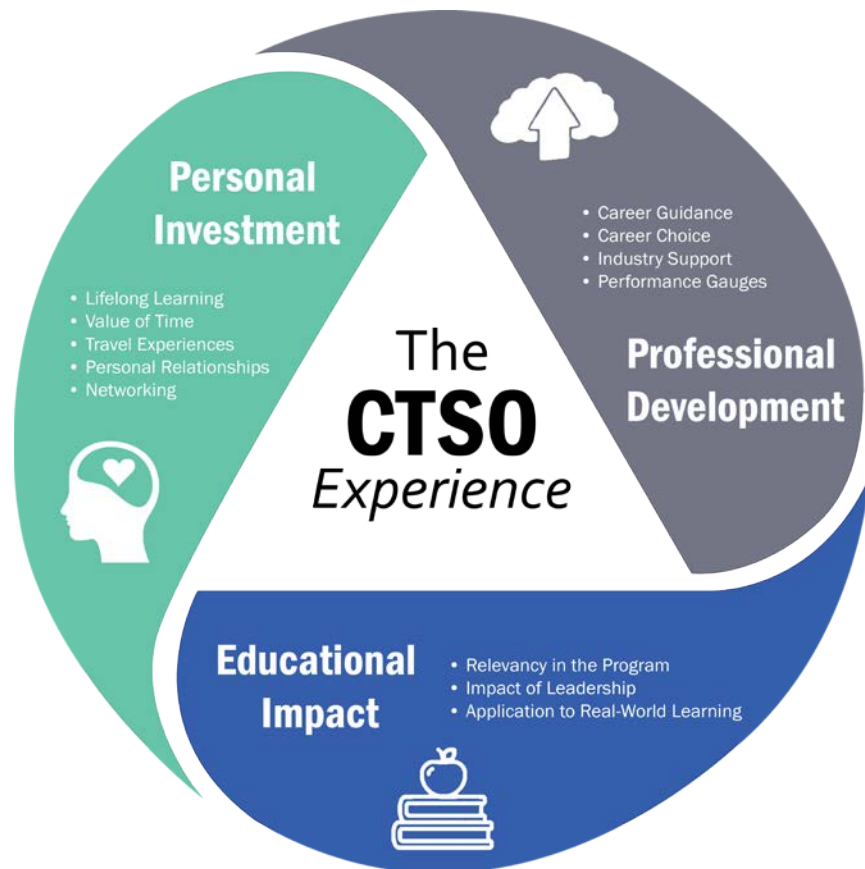 Personal
Investment
• Lifelong Learning
• Value of Time
• Travel Experiences
• Personal Relationships
• Networking
The
CTSO
Experience
• Career Guidance
• Career Choice
• Industry Support
• Performance Gauges
Professional
Development
Educational
Impact
• Relevancy in the Program
• Impact of Leadership
• Application to Real-World Learning